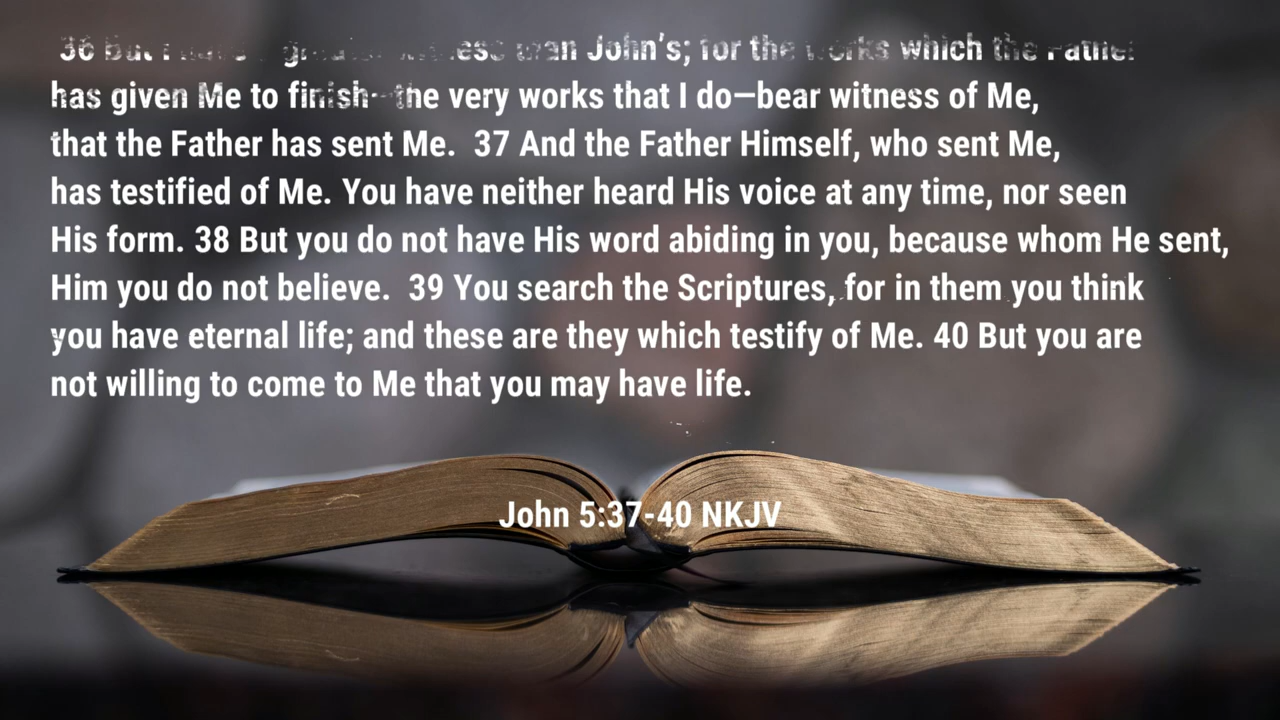 36 But I have a greater witness than John's; for the works which the Father
has given Me to finish—the very works that I do—bear witness of Me,
that the Father has sent Me.  37 And the Father Himself, who sent Me,
has testified of Me. You have neither heard His voice at any time, nor seen
His form. 38 But you do not have His word abiding in you, because whom He sent,
Him you do not believe.  39 You search the Scriptures, for in them you think
you have eternal life; and these are they which testify of Me. 40 But you are
not willing to come to Me that you may have life.
John 5:37-40 NKJV